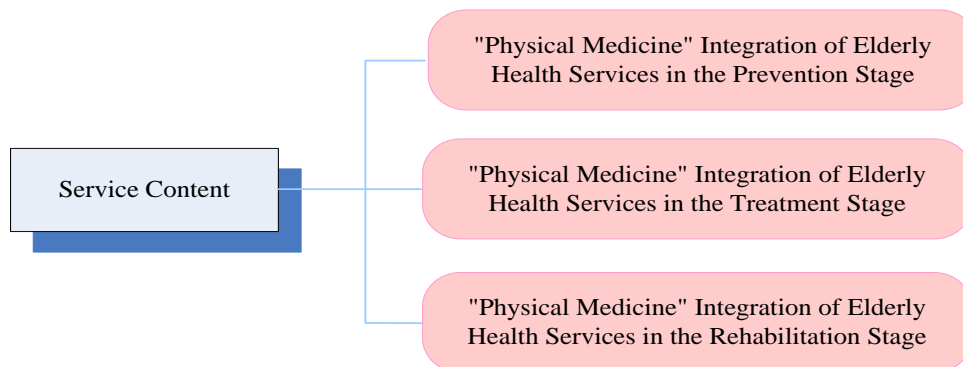 "Physical Medicine" Integration of Elderly
Health Services in the Prevention Stage
Service Content
"Physical Medicine" Integration of Elderly
Health Services in the Treatment Stage
"Physical Medicine" Integration of Elderly
Health Services in the Rehabilitation Stage